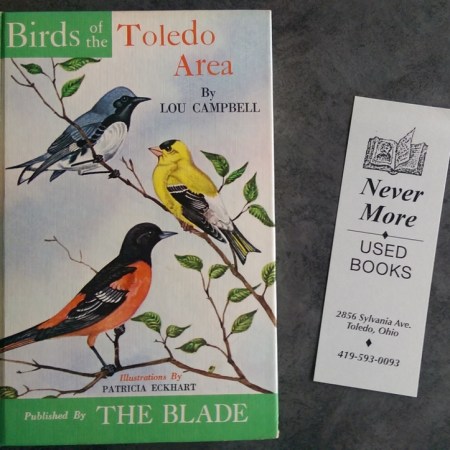 Birds of the Toledo
Area
By
LOU CAMPBELL
Illustrations By
PATRICIA ECKHART
Published By THE BLADE
Never
More
USED
BOOKS
2856 Sylvania Ave.
Toledo, Ohio
419-593-0093